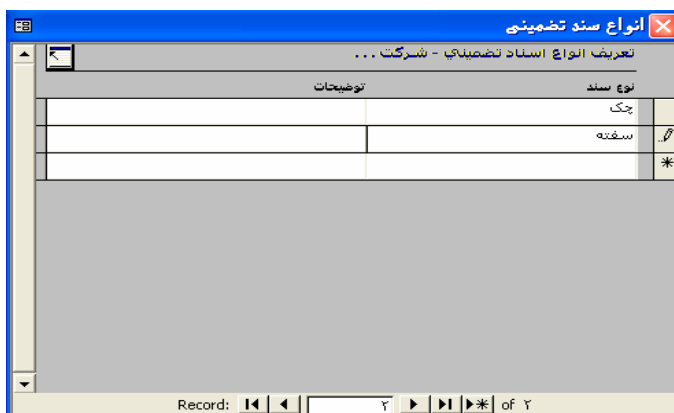 انواع سند تضمینی
تعریف انواع اسناد تضمینی - شرکت ...
نوع سند توضیحات
چک
سفته
Record: ۲ of ۲